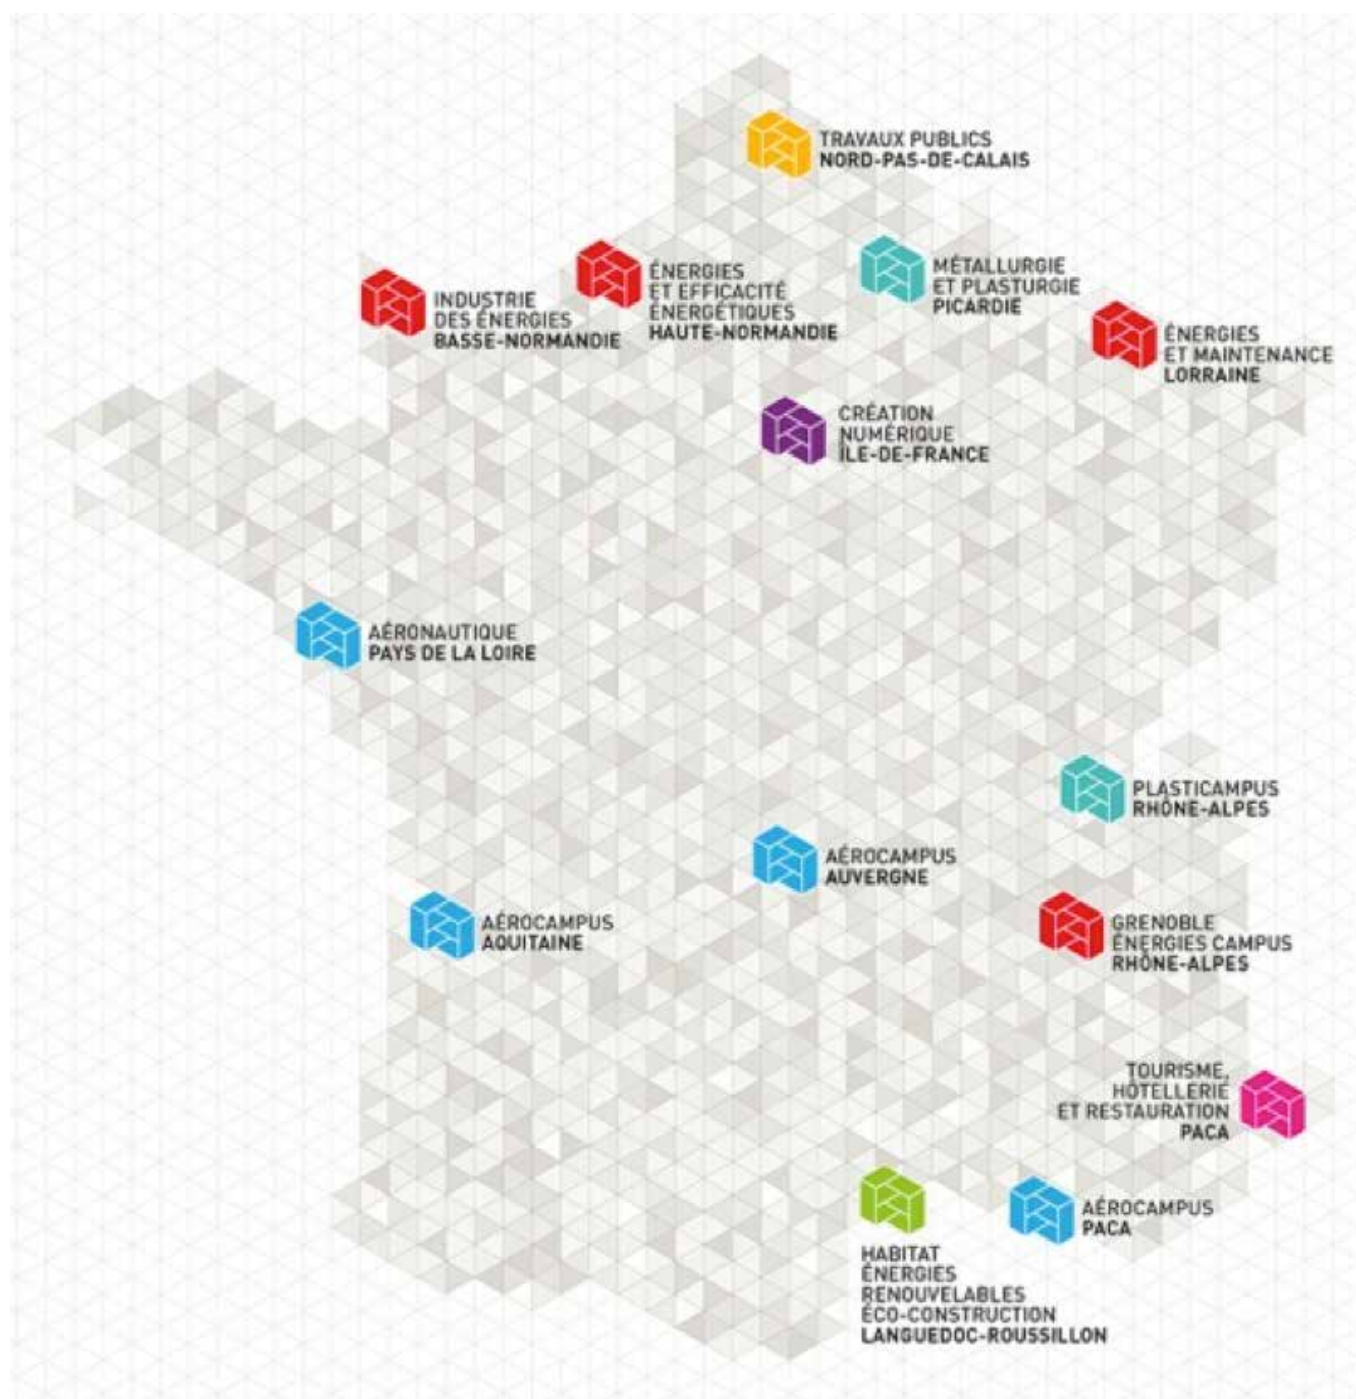 TRAVAUX PUBLICS
NORD-PAS-DE-CALAIS
MÉTALLURGIE
ET PLASTURGIE
PICARDIE
ÉNERGIES
ET EFFICACITÉ
ÉNERGÉTIQUES
HAUTE-NORMANDIE
INDUSTRIE
DES ÉNERGIES
BASSE-NORMANDIE
ÉNERGIES
ET MAINTENANCE
LORRAINE
CRÉATION
NUMÉRIQUE
ÎLE-DE-FRANCE
AÉRONAUTIQUE
PAYS DE LA LOIRE
PLASTICAMPUS
RHÔNE-ALPES
AÉROCAMPUS
AUVERGNE
AÉROCAMPUS
AQUITAINE
GRENOBLE
ÉNERGIES CAMPUS
RHÔNE-ALPES
TOURISME,
HÔTELLERIE
ET RESTAURATION
PACA
AÉROCAMPUS
PACA
HABITAT
ÉNERGIES
RENOUVELABLES
ÉCO-CONSTRUCTION
LANGUEDOC-ROUSSILLON